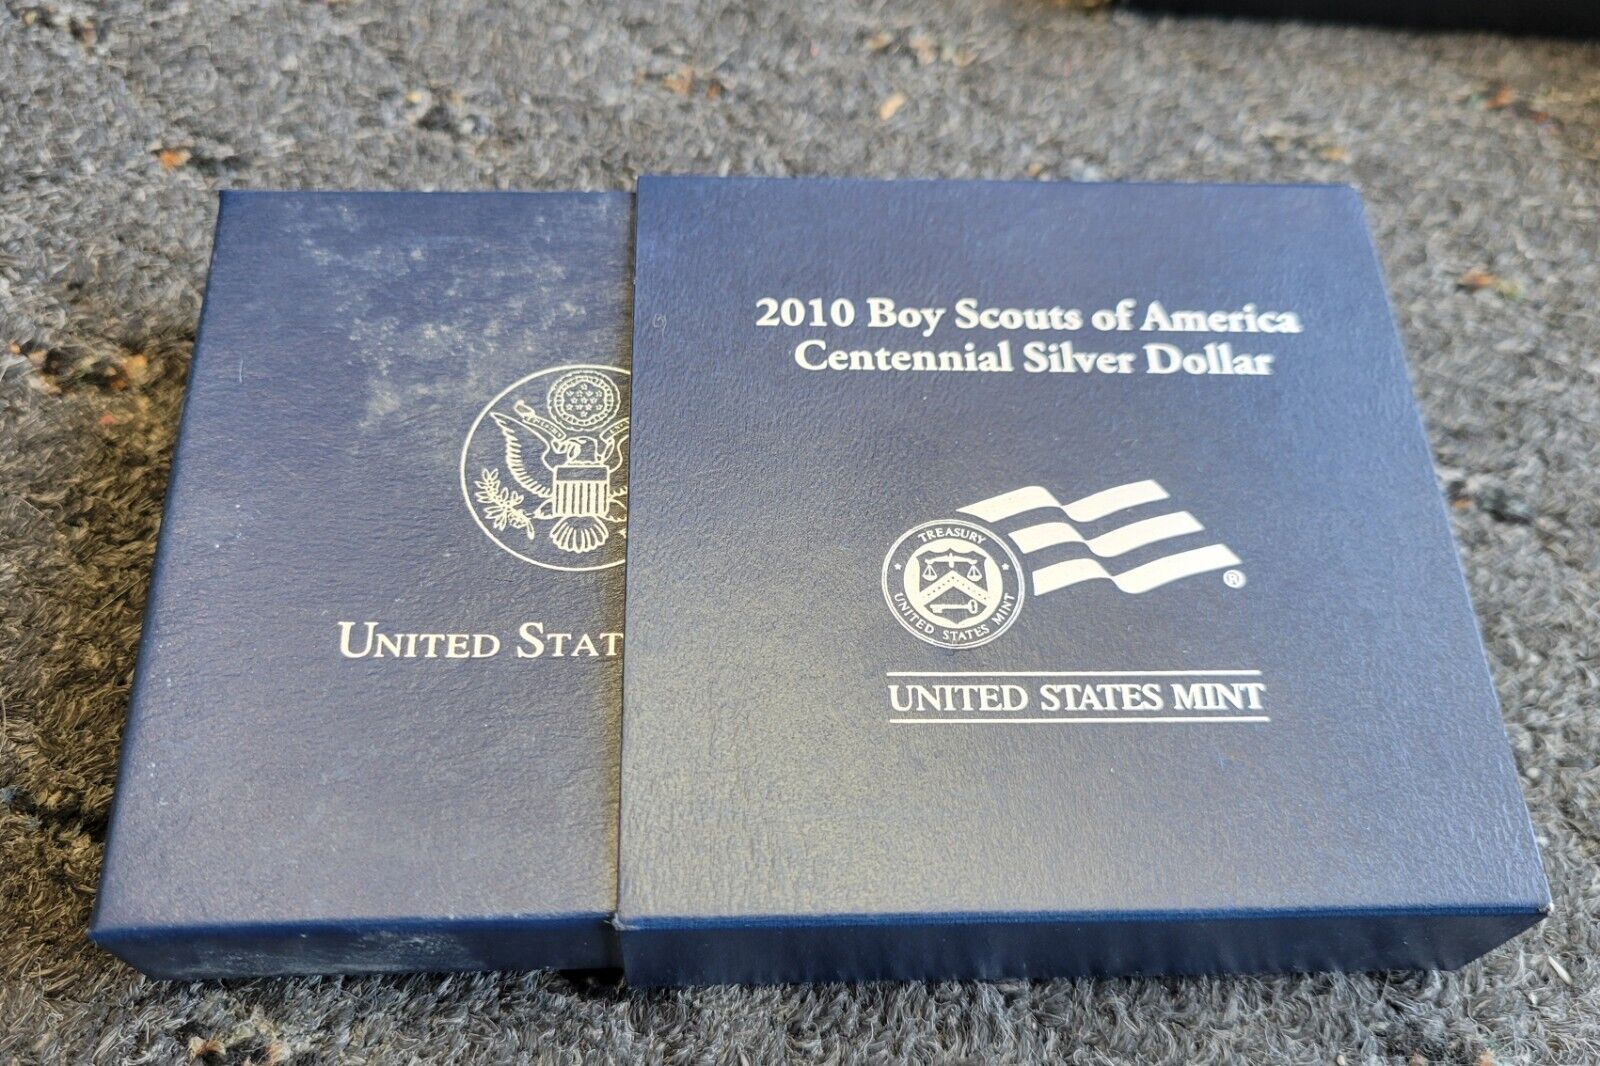 2010 Boy Scouts of America
Centennial Silver Dollar
TREASURY
UNITED STATES MINT
®
UNITED STATES MINT
UNITED STAT